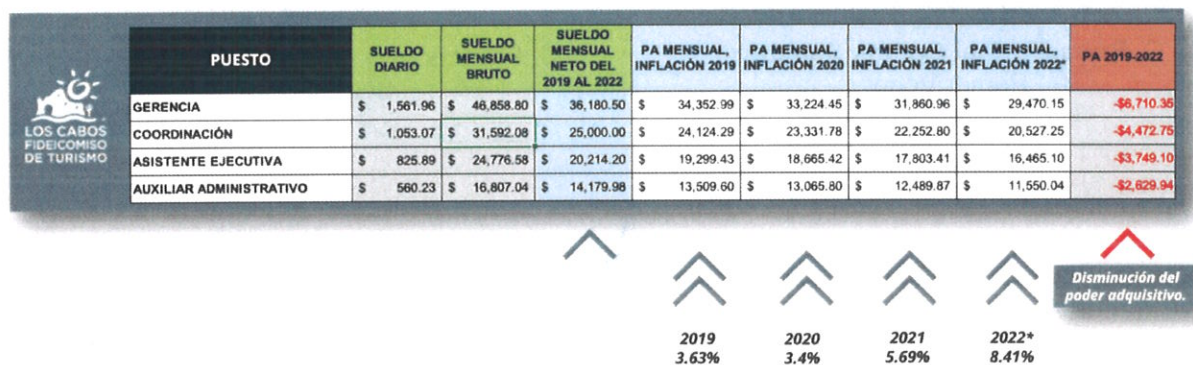 LOS CABOS
FIDEICOMISO
DE TURISMO
PUESTO
SUELDO DIARIO
SUELDO MENSUAL BRUTO
SUELDO MENSUAL NETO DEL 2019 AL 2022
PA MENSUAL, INFLACIÓN 2019
PA MENSUAL, INFLACIÓN 2020
PA MENSUAL, INFLACIÓN 2021
PA MENSUAL, INFLACIÓN 2022*
PA 2019-2022
GERENCIA $ 1,561.96 $ 46,858.80 $ 36,180.50 $ 34,352.99 $ 33,224.45 $ 31,860.96 $ 29,470.15 -$6,710.35
COORDINACIÓN $ 1,053.07 $ 31,592.08 $ 25,000.00 $ 24,124.29 $ 23,331.78 $ 22,252.80 $ 20,527.25 -$4,472.75
ASISTENTE EJECUTIVA $ 825.89 $ 24,776.58 $ 20,214.20 $ 19,299.43 $ 18,665.42 $ 17,803.41 $ 16,465.10 -$3,749.10
AUXILIAR ADMINISTRATIVO $ 560.23 $ 16,807.04 $ 14,179.98 $ 13,509.60 $ 13,065.80 $ 12,489.87 $ 11,550.04 -$2,629.94
Disminución del
poder adquisitivo.
2019 2020 2021 2022*
3.63% 3.4% 5.69% 8.41%